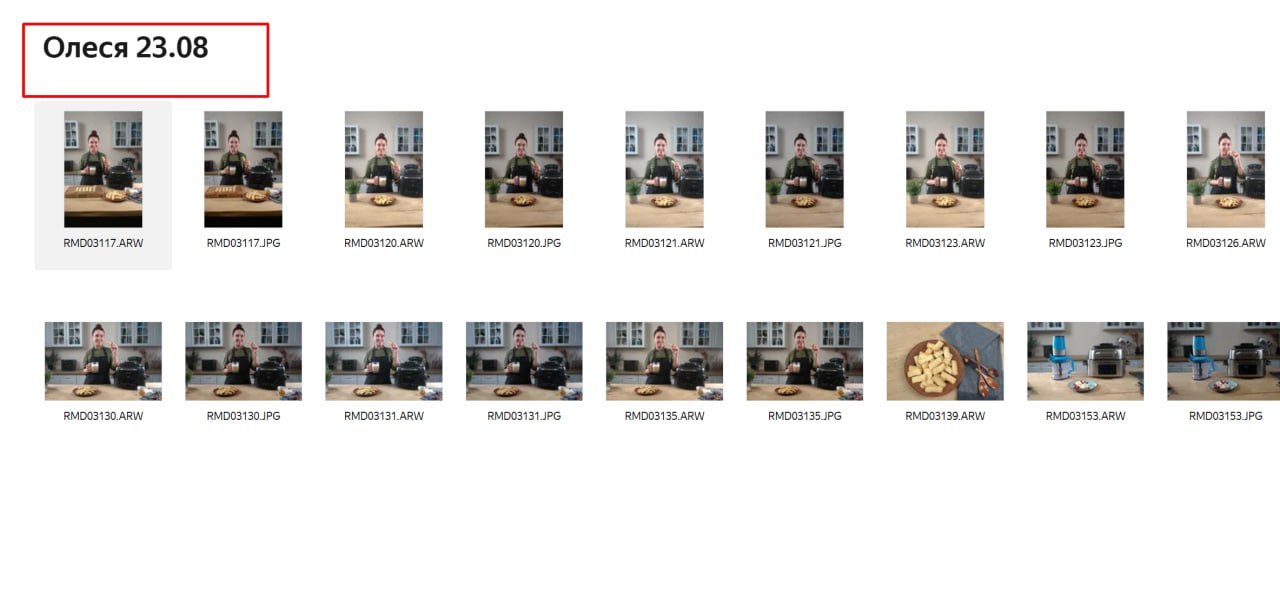 Олеся 23.08
RMD03117.ARW RMD03117.JPG RMD03120.ARW RMD03120.JPG RMD03121.ARW RMD03121.JPG RMD03123.ARW RMD03123.JPG RMD03126.ARW
RMD03130.ARW RMD03130.JPG RMD03131.ARW RMD03131.JPG RMD03135.ARW RMD03135.JPG RMD03139.ARW RMD03153.ARW RMD03153.JPG